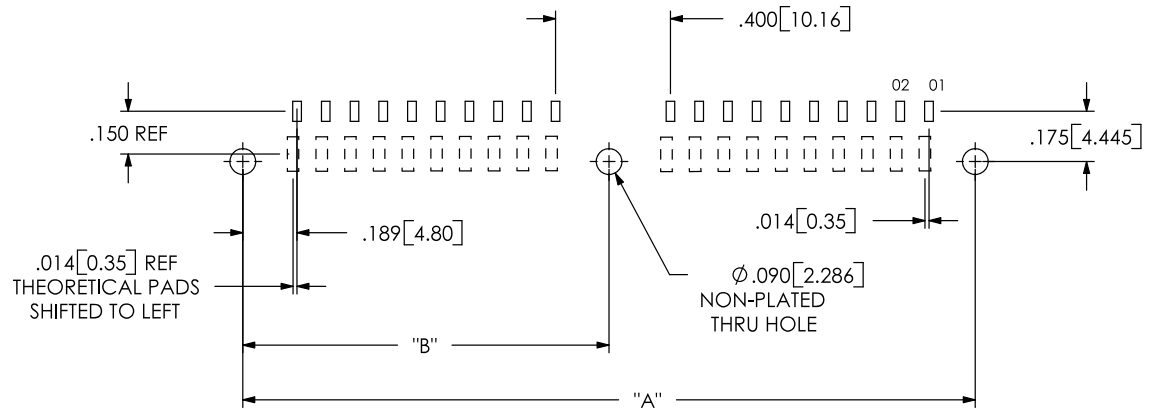 .400[10.16]
02 01
.150 REF
.175[4.445]
.189[4.80]
.014[0.35]
.014[0.35] REF
THEORETICAL PADS
SHIFTED TO LEFT
Ø.090[2.286]
NON-PLATED
THRU HOLE
"B"
"A"